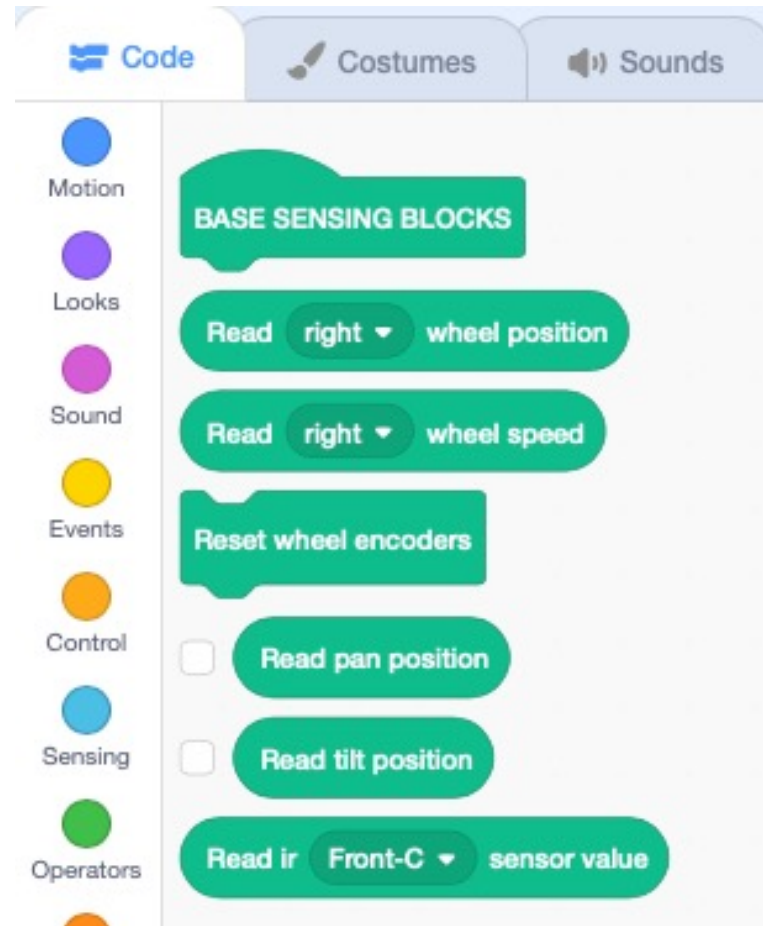 Code Costumes Sounds
Motion
Looks
Sound
Events
Control
Sensing
Operators
BASE SENSING BLOCKS
Read right wheel position
Read right wheel speed
Reset wheel encoders
Read pan position
Read tilt position
Read ir Front-C sensor value